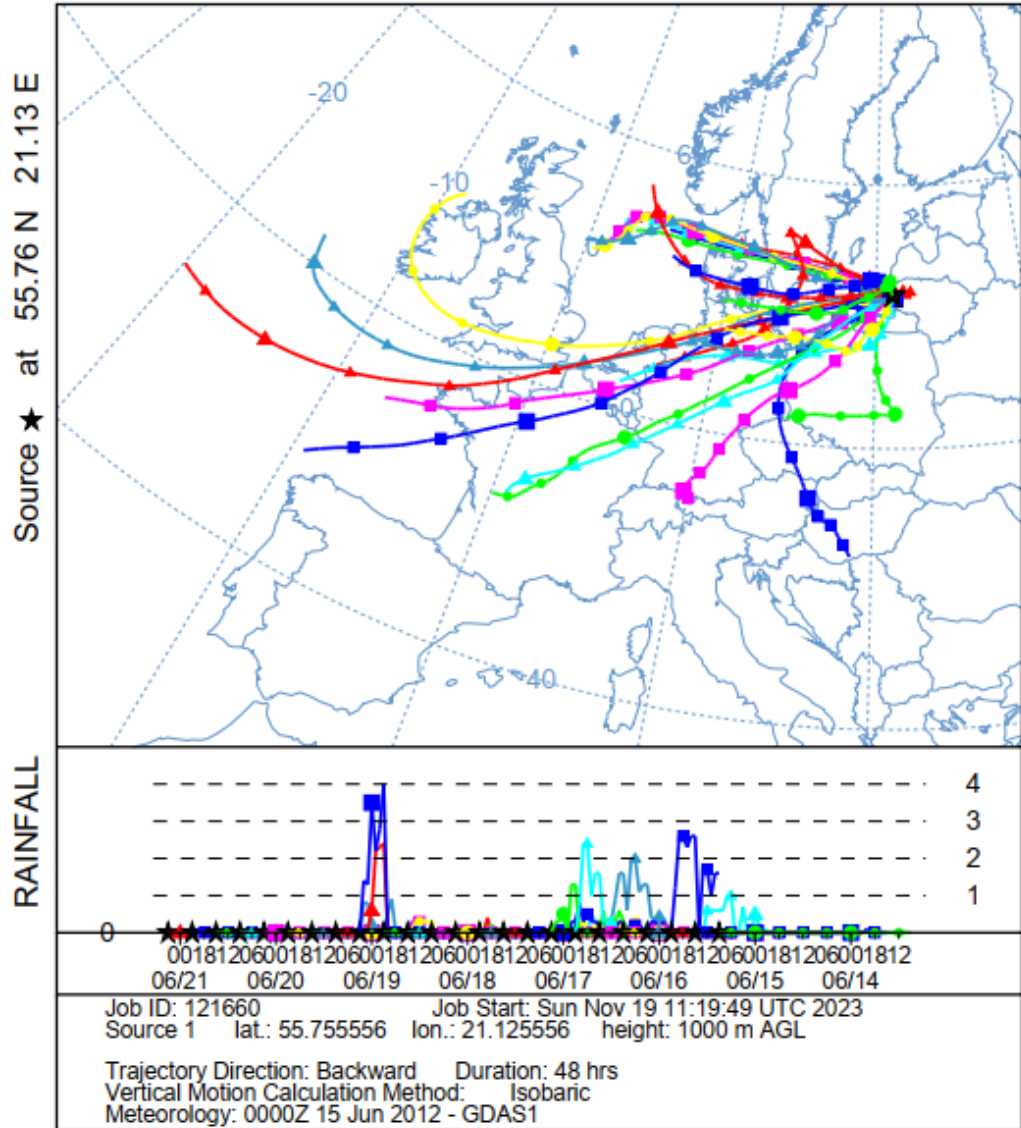 Source ★ at 55.76 N 21.13 E
-20
-10
0
50
40
RAINFALL
4
3
2
1
0
06/21 06/20 06/19 06/18 06/17 06/16 06/15 06/14
Job ID: 121660 Job Start: Sun Nov 19 11:19:49 UTC 2023
Source 1 lat.: 55.755556 lon.: 21.125556 height: 1000 m AGL
Trajectory Direction: Backward Duration: 48 hrs
Vertical Motion Calculation Method: Isobaric
Meteorology: 0000Z 15 Jun 2012 - GDAS1